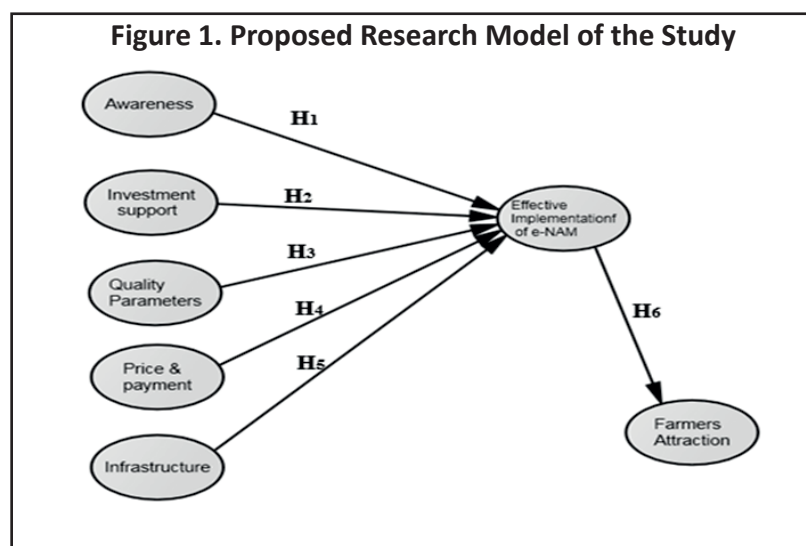 Figure 1. Proposed Research Model of the Study
Awareness
H1
Investment
support
H2
Effective
Implementationf
of e-NAM
Quality
Parameters
H3
H4
Price &
payment
H5
H6
Infrastructure
Farmers
Attraction